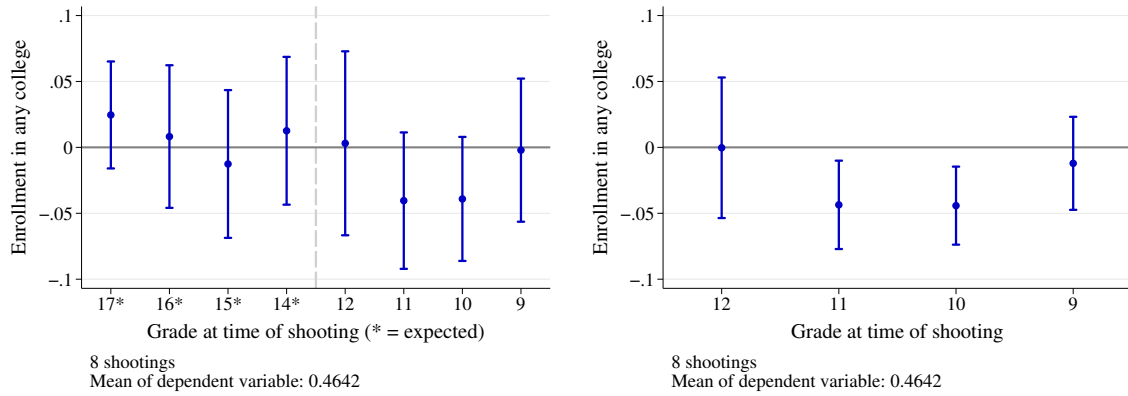 Enrollment in any college
.1
.05
0
−.05
−.1
17* 16* 15* 14* 12 11 10 9
Grade at time of shooting (* = expected)
8 shootings
Mean of dependent variable: 0.4642
Enrollment in any college
.1
.05
0
−.05
−.1
12 11 10 9
Grade at time of shooting
8 shootings
Mean of dependent variable: 0.4642